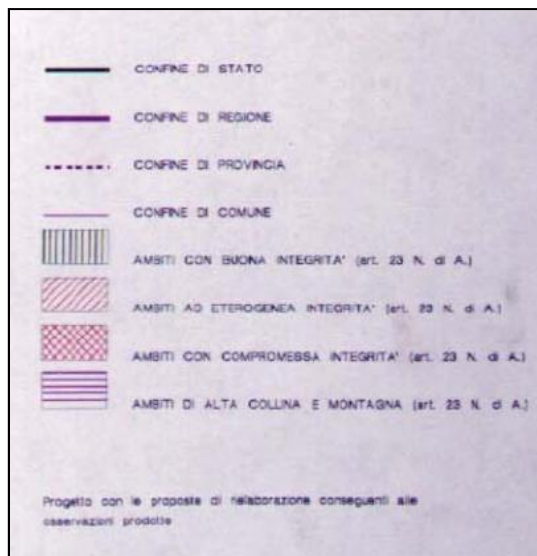 CONFINE DI STATO
CONFINE DI REGIONE
CONFINE DI PROVINCIA
CONFINE DI COMUNE
AMBITI CON BUONA INTEGRITA' (art. 23 N. di A.)
AMBITI AD ETEROGENEA INTEGRITA' (art. 23 N. di A.)
AMBITI CON COMPROMESSA INTEGRITA' (art. 23 N. di A.)
AMBITI DI ALTA COLLINA E MONTAGNA (art. 23 N. di A.)
Progetto con le proposte di rielaborazione conseguenti alle
osservazioni prodotte